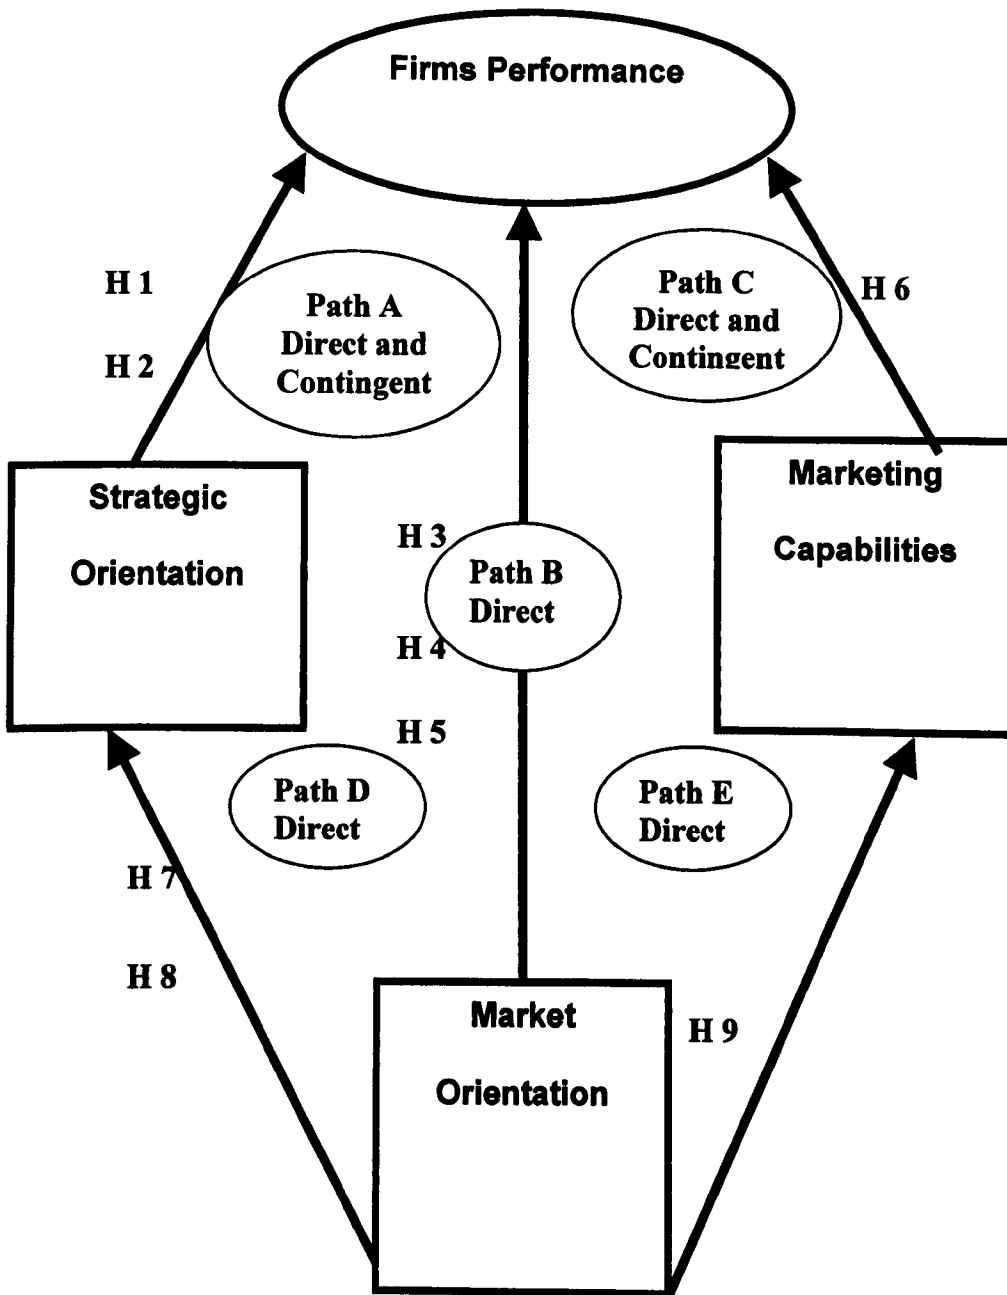 Firms Performance
H 1
H 2
Path A
Direct and
Contingent
Path C
Direct and
Contingent
H 6
Strategic
Orientation
H 3
H 4
H 5
Path B
Direct
Marketing
Capabilities
Path D
Direct
Path E
Direct
H 7
H 8
Market
Orientation
H 9